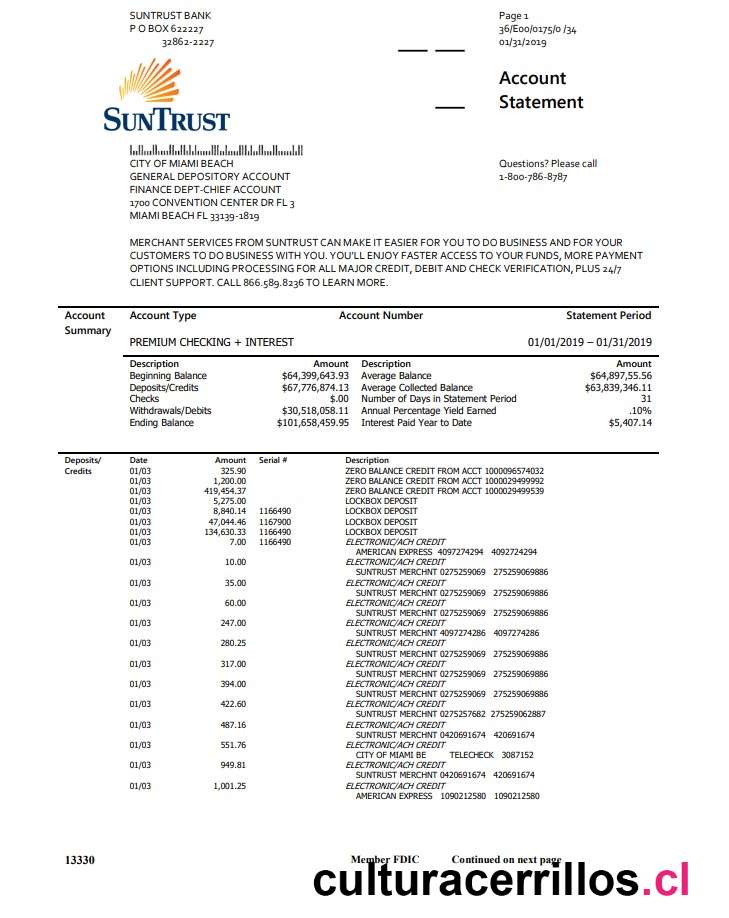 SUNTRUST BANK
P O BOX 622227
32862-2227
Page 1
36/E00/0175/0 /34
01/31/2019
Account
Statement
SUNTRUST
CITY OF MIAMI BEACH
GENERAL DEPOSITORY ACCOUNT
FINANCE DEPT-CHIEF ACCOUNT
1700 CONVENTION CENTER DR FL 3
MIAMI BEACH FL 33139-1819
Questions? Please call
1-800-786-8787
MERCHANT SERVICES FROM SUNTRUST CAN MAKE IT EASIER FOR YOU TO DO BUSINESS AND FOR YOUR
CUSTOMERS TO DO BUSINESS WITH YOU. YOU'LL ENJOY FASTER ACCESS TO YOUR FUNDS, MORE PAYMENT
OPTIONS INCLUDING PROCESSING FOR ALL MAJOR CREDIT, DEBIT AND CHECK VERIFICATION, PLUS 24/7
CLIENT SUPPORT. CALL 866.589.8236 TO LEARN MORE.
Account Summary
Account Type Account Number Statement Period
PREMIUM CHECKING + INTEREST 01/01/2019 – 01/31/2019
Description Amount Description Amount
Beginning Balance $64,399,643.93 Average Balance $64,897,55.56
Deposits/Credits $67,776,874.13 Average Collected Balance $63,839,346.11
Checks $.00 Number of Days in Statement Period 31
Withdrawals/Debits $30,518,058.11 Annual Percentage Yield Earned .10%
Ending Balance $101,658,459.95 Interest Paid Year to Date $5,407.14
Deposits/ Credits
Date Amount Serial # Description
01/03 325.90 ZERO BALANCE CREDIT FROM ACCT 1000096574032
01/03 1,200.00 ZERO BALANCE CREDIT FROM ACCT 1000029499992
01/03 419,454.37 ZERO BALANCE CREDIT FROM ACCT 1000029499539
01/03 5,275.00 LOCKBOX DEPOSIT
01/03 8,840.14 1166490 LOCKBOX DEPOSIT
01/03 47,044.46 1167900 LOCKBOX DEPOSIT
01/03 134,630.33 1166490 LOCKBOX DEPOSIT
01/03 7.00 1166490 ELECTRONIC/ACH CREDIT
AMERICAN EXPRESS 4097274294 4092724294
01/03 10.00 ELECTRONIC/ACH CREDIT
SUNTRUST MERCHNT 0275259069 275259069886
01/03 35.00 ELECTRONIC/ACH CREDIT
SUNTRUST MERCHNT 0275259069 275259069886
01/03 60.00 ELECTRONIC/ACH CREDIT
SUNTRUST MERCHNT 0275259069 275259069886
01/03 247.00 ELECTRONIC/ACH CREDIT
SUNTRUST MERCHNT 4097274286 4097274286
01/03 280.25 ELECTRONIC/ACH CREDIT
SUNTRUST MERCHNT 0275259069 275259069886
01/03 317.00 ELECTRONIC/ACH CREDIT
SUNTRUST MERCHNT 0275259069 275259069886
01/03 394.00 ELECTRONIC/ACH CREDIT
SUNTRUST MERCHNT 0275259069 275259069886
01/03 422.60 ELECTRONIC/ACH CREDIT
SUNTRUST MERCHNT 0275257682 275259062887
01/03 487.16 ELECTRONIC/ACH CREDIT
SUNTRUST MERCHNT 0420691674 420691674
01/03 551.76 ELECTRONIC/ACH CREDIT
CITY OF MIAMI BE TELECHECK 3087152
01/03 949.81 ELECTRONIC/ACH CREDIT
SUNTRUST MERCHNT 0420691674 420691674
01/03 1,001.25 ELECTRONIC/ACH CREDIT
AMERICAN EXPRESS 1090212580 1090212580
13330 Member FDIC Continued on next page
culturacerrillos.cl